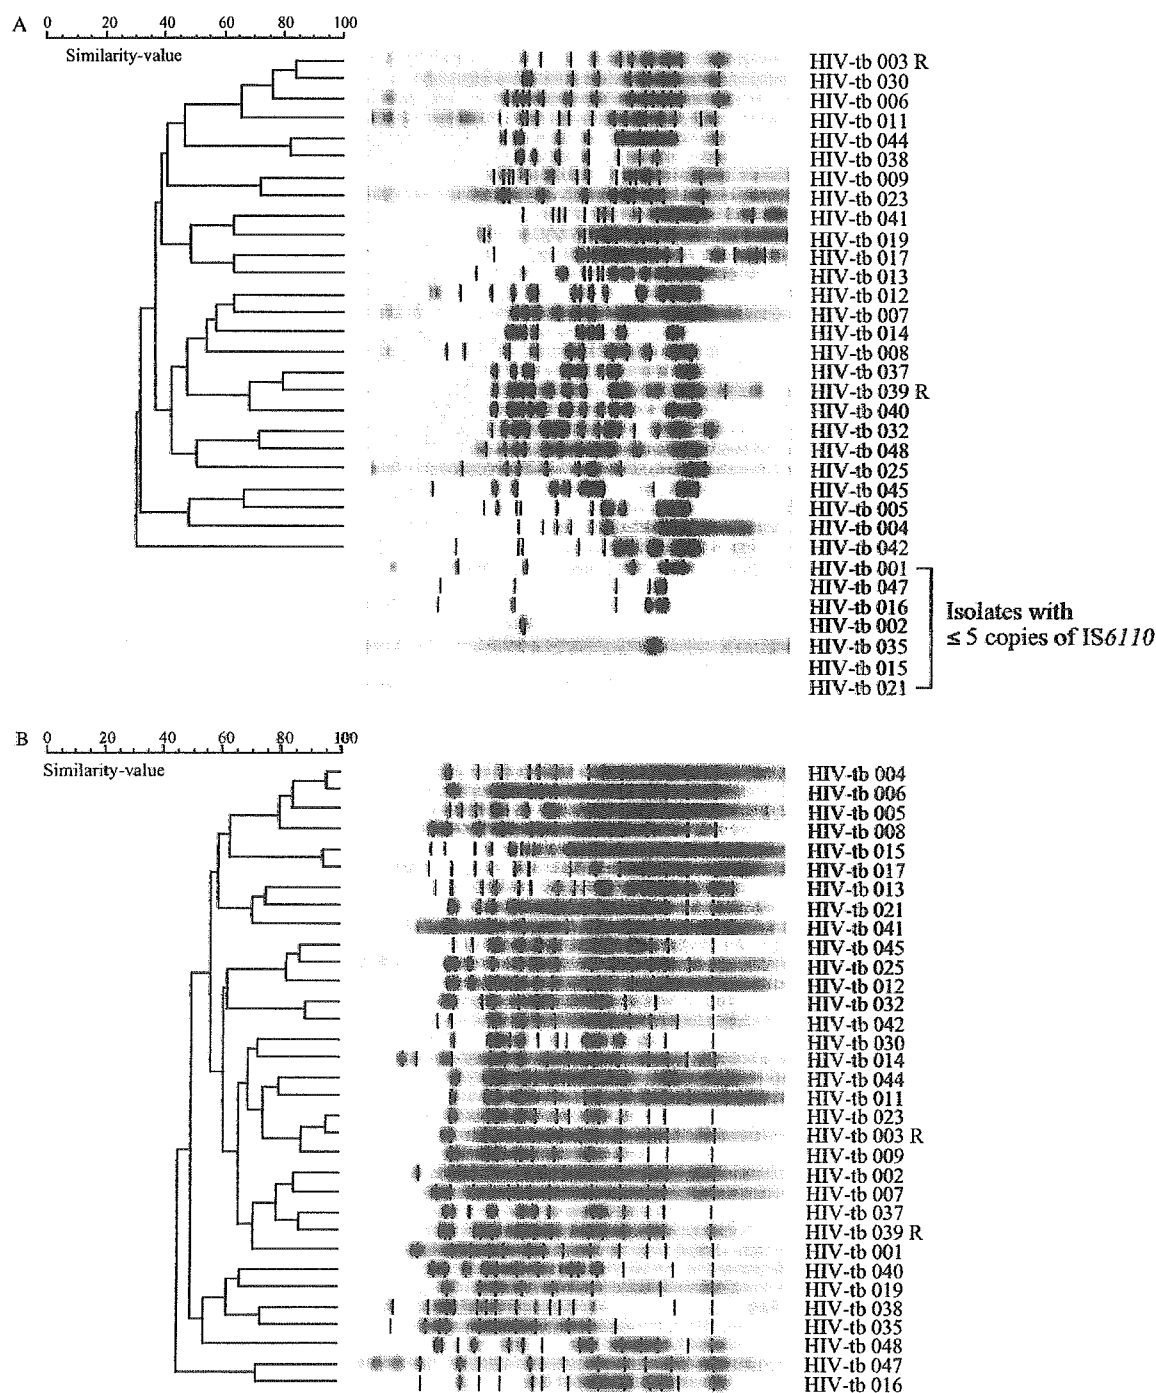 A
0 20 40 60 80 100
Similarity-value
HIV-tb 003 R
HIV-tb 030
HIV-tb 006
HIV-tb 011
HIV-tb 044
HIV-tb 038
HIV-tb 009
HIV-tb 023
HIV-tb 041
HIV-tb 019
HIV-tb 017
HIV-tb 013
HIV-tb 012
HIV-tb 007
HIV-tb 014
HIV-tb 008
HIV-tb 037
HIV-tb 039 R
HIV-tb 040
HIV-tb 032
HIV-tb 048
HIV-tb 025
HIV-tb 045
HIV-tb 005
HIV-tb 004
HIV-tb 042
HIV-tb 001
HIV-tb 047
HIV-tb 016
HIV-tb 002
HIV-tb 035
HIV-tb 015
HIV-tb 021
Isolates with
≤ 5 copies of IS6110
B
0 20 40 60 80 100
Similarity-value
HIV-tb 004
HIV-tb 006
HIV-tb 005
HIV-tb 008
HIV-tb 015
HIV-tb 017
HIV-tb 013
HIV-tb 021
HIV-tb 041
HIV-tb 045
HIV-tb 025
HIV-tb 012
HIV-tb 032
HIV-tb 042
HIV-tb 030
HIV-tb 014
HIV-tb 044
HIV-tb 011
HIV-tb 023
HIV-tb 003 R
HIV-tb 009
HIV-tb 002
HIV-tb 007
HIV-tb 037
HIV-tb 039 R
HIV-tb 001
HIV-tb 040
HIV-tb 019
HIV-tb 038
HIV-tb 035
HIV-tb 048
HIV-tb 047
HIV-tb 016